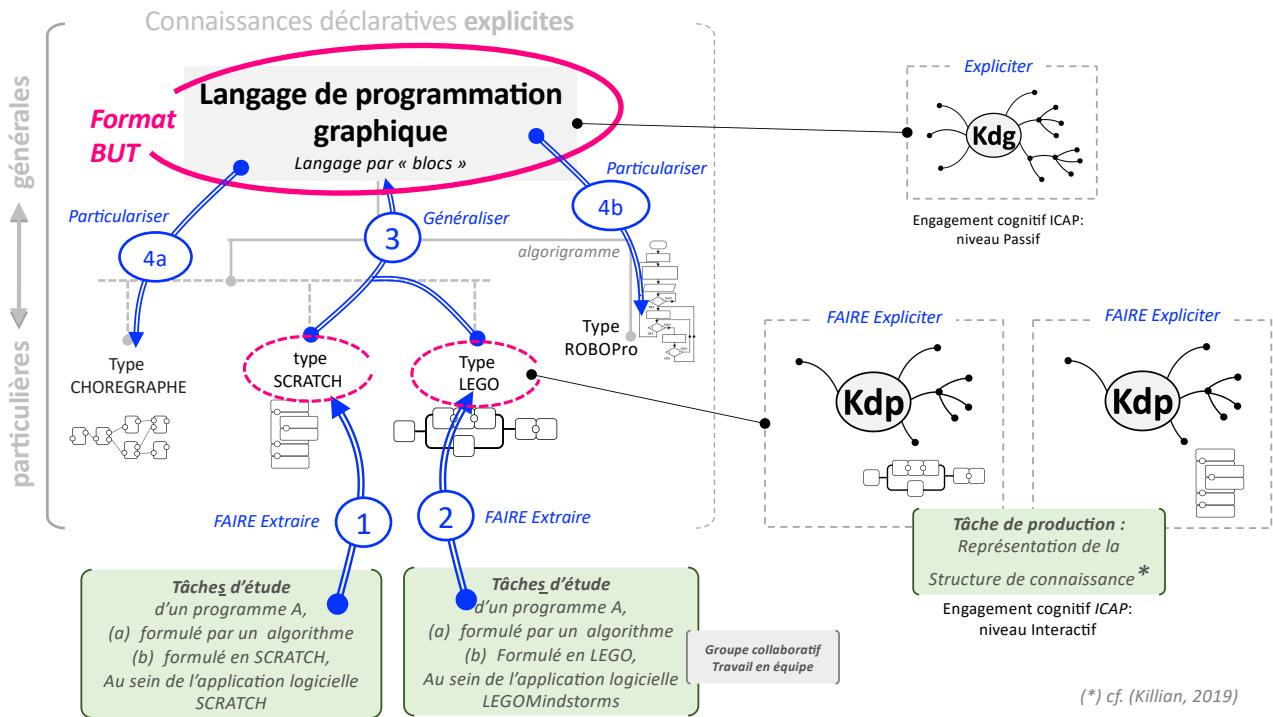 Connaissances déclaratives explicites
générales
particulières
Format
BUT
Langage de programmation
graphique
Langage par « blocs »
Particulariser
4a
3
Généraliser
Particulariser
4b
algorigramme
Type
CHOREGRAPHE
type
SCRATCH
Type
LEGO
Type
ROBOPro
FAIRE Extraire
1
2
FAIRE Extraire
Tâches d’étude
d’un programme A,
(a) formulé par un algorithme
(b) formulé en SCRATCH,
Au sein de l’application logicielle
SCRATCH
Tâches d’étude
d’un programme A,
(a) formulé par un algorithme
(b) Formulé en LEGO,
Au sein de l’application logicielle
LEGOMindstorms
Groupe collaboratif
Travail en équipe
Expliciter
Kdg
Engagement cognitif ICAP:
niveau Passif
FAIRE Expliciter
Kdp
FAIRE Expliciter
Kdp
Tâche de production :
Représentation de la
Structure de connaissance*
Engagement cognitif ICAP:
niveau Interactif
(*) cf. (Killian, 2019)